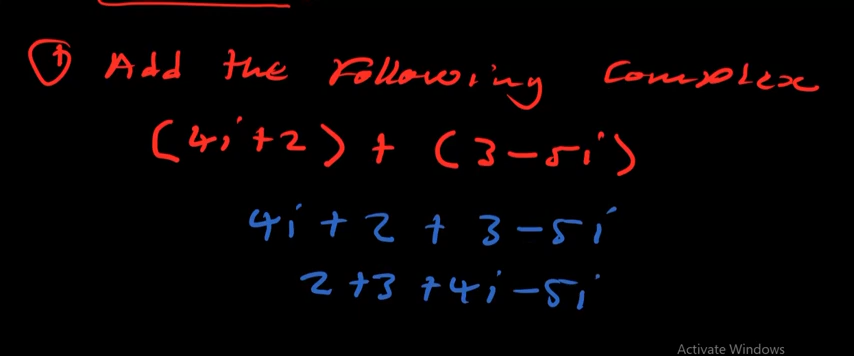 ① Add the following complex
(4i+2) + (3-5i)
4i + 2 + 3 - 5i
2+3 +4i-5i
Activate Windows